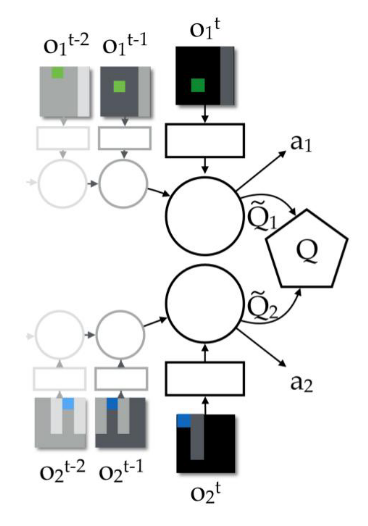 o₁ᵗ⁻² o₁ᵗ⁻¹ o₁ᵗ
a₁
Q̃₁
Q
Q̃₂
a₂
o₂ᵗ⁻² o₂ᵗ⁻¹ o₂ᵗ